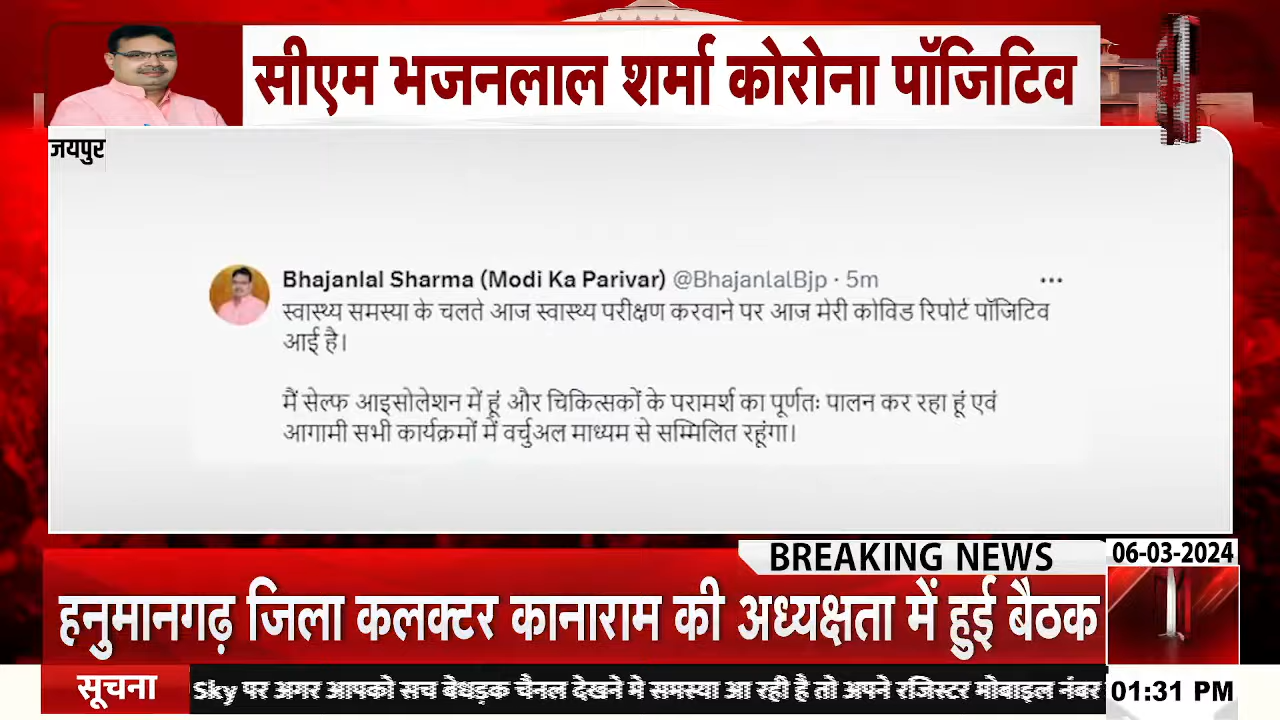 सीएम भजनलाल शर्मा कोरोना पॉजिटिव
जयपुर
Bhajanlal Sharma (Modi Ka Parivar) @BhajanlalBjp · 5m ...
स्वास्थ्य समस्या के चलते आज स्वास्थ्य परीक्षण करवाने पर आज मेरी कोविड रिपोर्ट पॉजिटिव
आई है।
मैं सेल्फ आइसोलेशन में हूं और चिकित्सकों के परामर्श का पूर्णतः पालन कर रहा हूं एवं
आगामी सभी कार्यक्रमों में वर्चुअल माध्यम से सम्मिलित रहूंगा।
BREAKING NEWS
06-03-2024
हनुमानगढ़ जिला कलक्टर कानाराम की अध्यक्षता में हुई बैठक
सूचना
Sky पर अगर आपको सच बेधड़क चैनल देखने मे समस्या आ रही है तो अपने रजिस्टर मोबाइल नंबर
01:31 PM